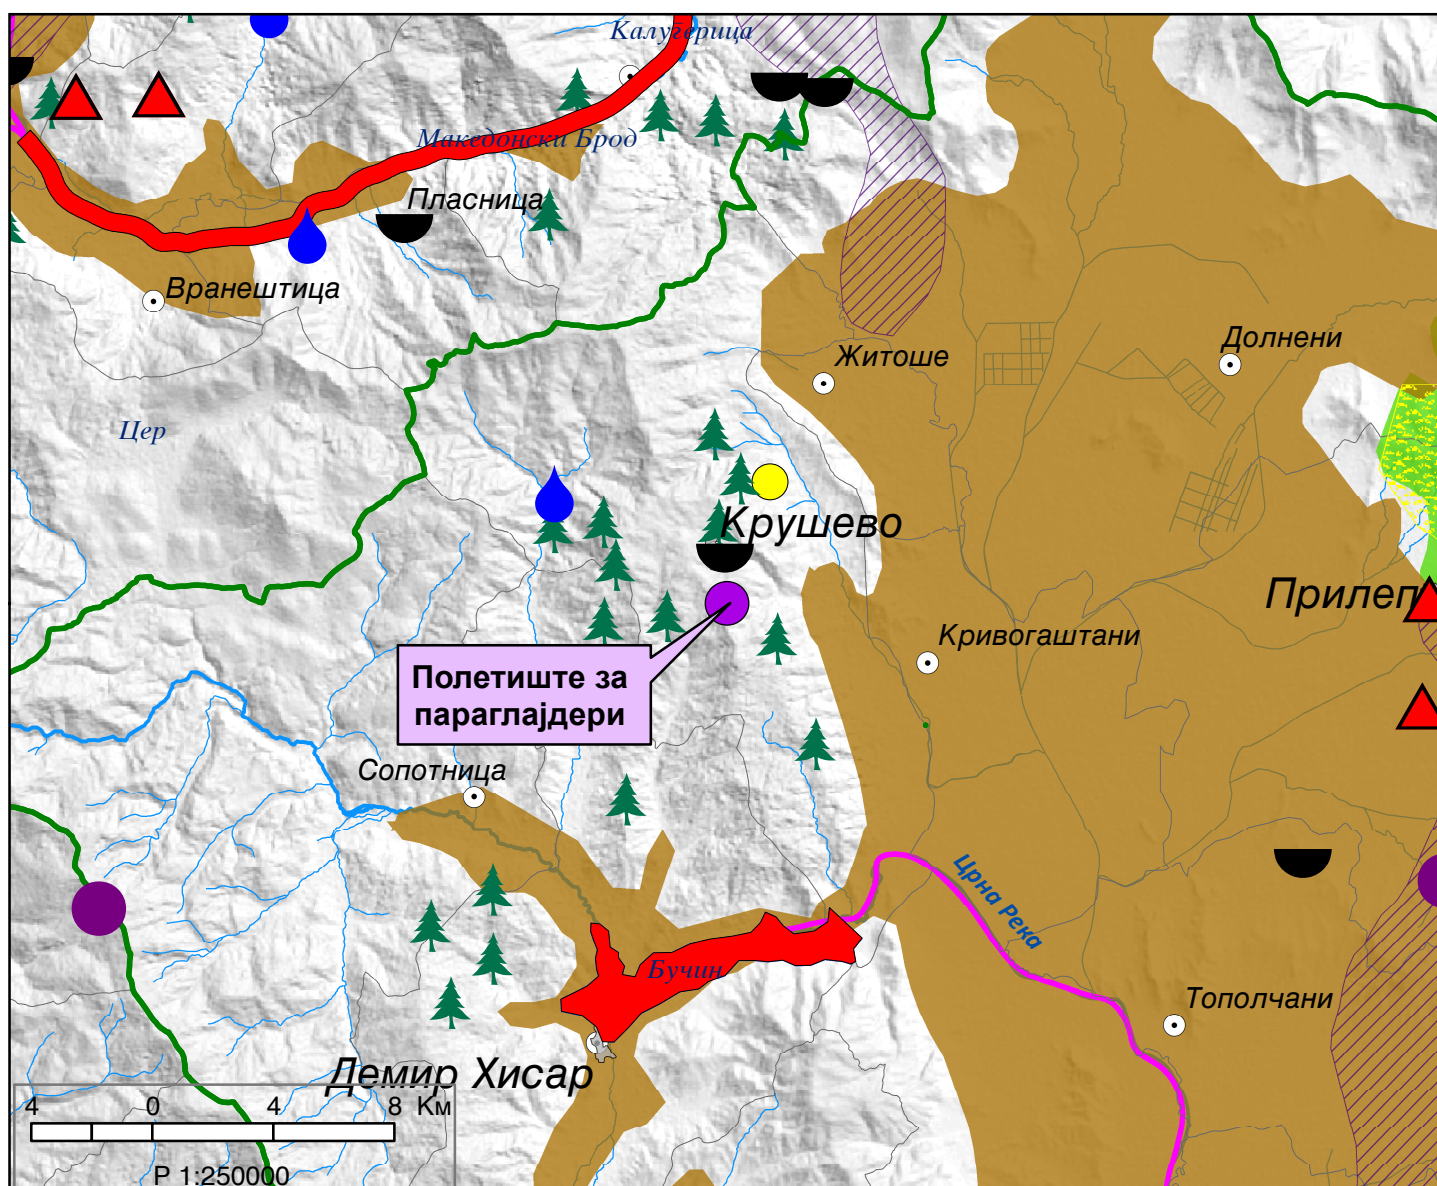 Калугерица
Македонски Брод
Пласница
Вранештица
Житоше
Долнени
Цер
Крушево
Прилеп
Кривогаштани
Полетиште за
параглајдери
Сопотница
Црна Река
Бучин
Тополчани
Демир Хисар
4 0 4 8 Км
Р 1:250000